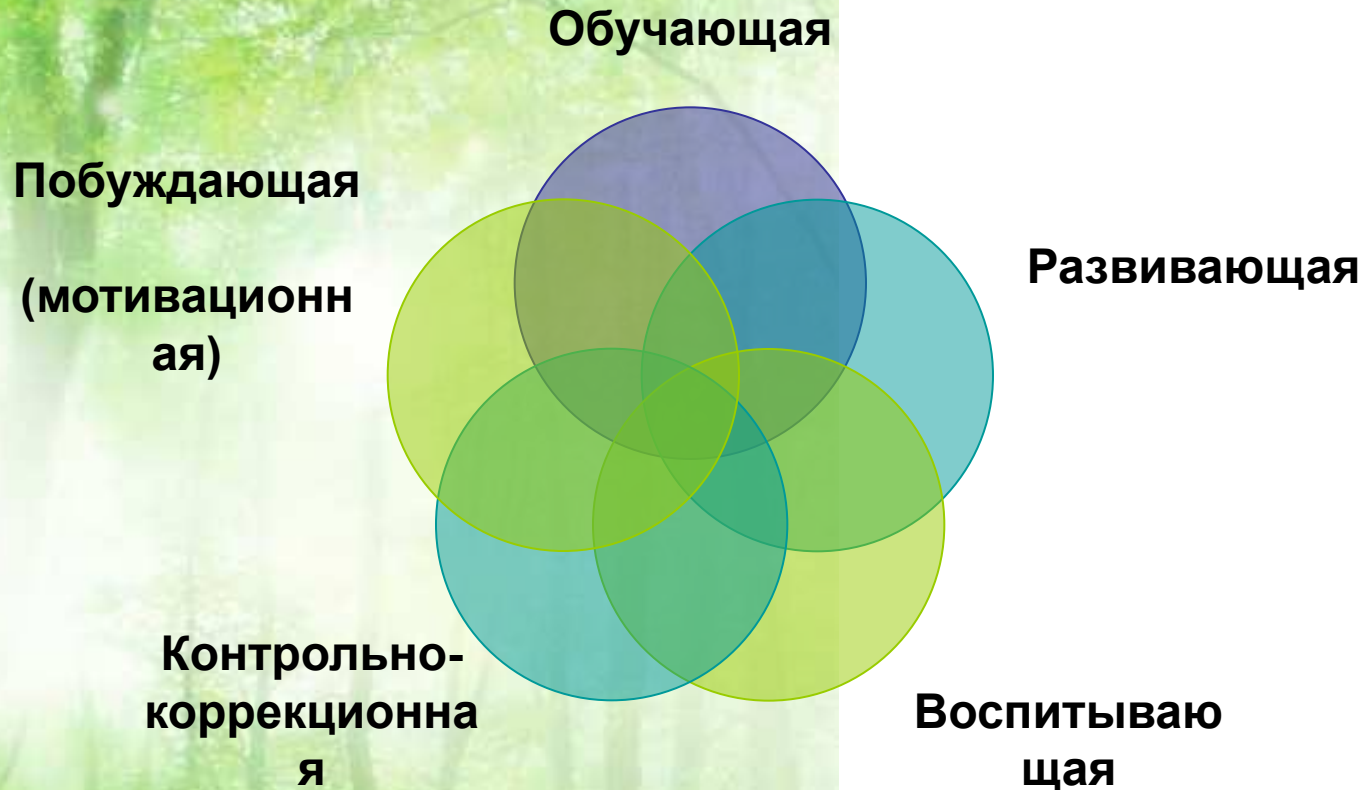 Обучающая
Побуждающая
(мотивационн
ая)
Развивающая
Контрольно-
коррекционна
я
Воспитываю
щая